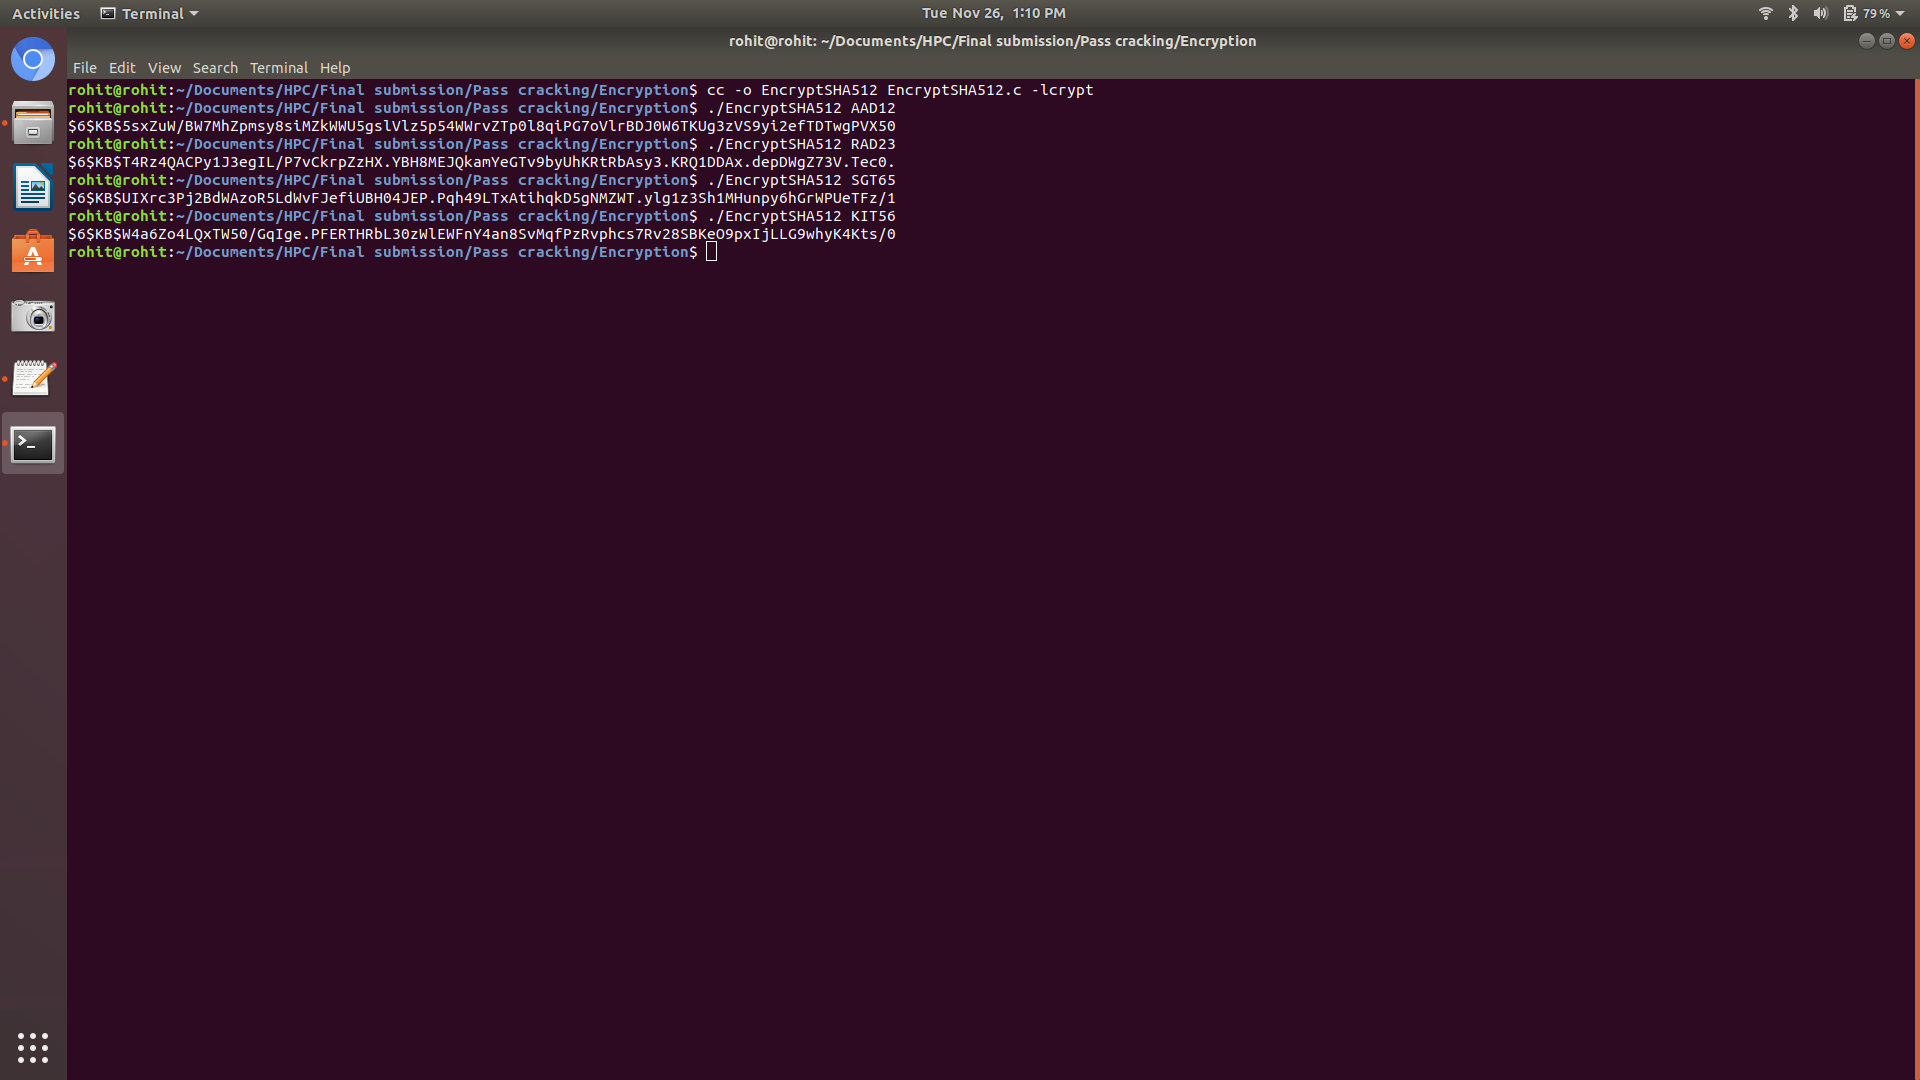 Activities Terminal Tue Nov 26, 1:10 PM 79%
rohit@rohit: ~/Documents/HPC/Final submission/Pass cracking/Encryption
File Edit View Search Terminal Help
rohit@rohit:~/Documents/HPC/Final submission/Pass cracking/Encryption$ cc -o EncryptSHA512 EncryptSHA512.c -lcrypt
rohit@rohit:~/Documents/HPC/Final submission/Pass cracking/Encryption$ ./EncryptSHA512 AAD12
$6$KB$5sxZuW/BW7MhZpmsy8siMZkWWU5gslVlz5p54WWrvZTp0l8qiPG7oVlrBDJ0W6TKUg3zVS9yi2efTDTwgPVX50
rohit@rohit:~/Documents/HPC/Final submission/Pass cracking/Encryption$ ./EncryptSHA512 RAD23
$6$KB$T4Rz4QACPy1J3egIL/P7vCkrpZzHX.YBH8MEJQkamYeGTv9byUhKRtRbAsy3.KRQ1DDAx.depDWgZ73V.Tec0.
rohit@rohit:~/Documents/HPC/Final submission/Pass cracking/Encryption$ ./EncryptSHA512 SGT65
$6$KB$UIXrc3Pj2BdWAzoR5LdWvFJefiUBH04JEP.Pqh49LTxAtihqkD5gNMZWT.ylg1z3Sh1MHunpy6hGrWPUeTFz/1
rohit@rohit:~/Documents/HPC/Final submission/Pass cracking/Encryption$ ./EncryptSHA512 KIT56
$6$KB$W4a6Zo4LQxTW50/GqIge.PFERTHRbL30zWlEWFnY4an8SvMqfPzRvphcs7Rv28SBKeO9pxIjLLG9whyK4Kts/0
rohit@rohit:~/Documents/HPC/Final submission/Pass cracking/Encryption$